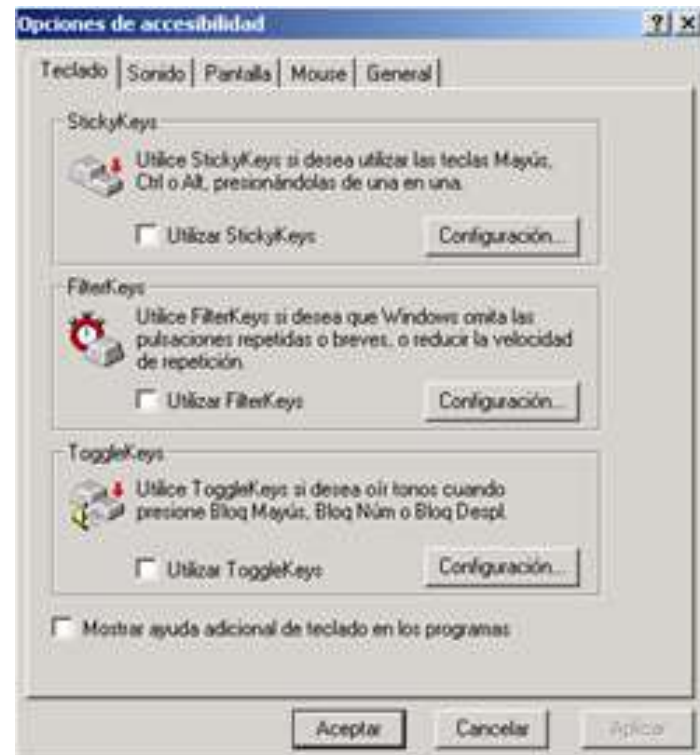 Opciones de accesibilidad
Teclado Sonido Pantalla Mouse General
StickyKeys
Utilice StickyKeys si desea utilizar las teclas Mayús,
Ctrl o Alt, presionándolas de una en una.
Utilizar StickyKeys
Configuración...
FilterKeys
Utilice FilterKeys si desea que Windows omita las
pulsaciones repetidas o breves, o reducir la velocidad
de repetición.
Utilizar FilterKeys
Configuración...
ToggleKeys
Utilice ToggleKeys si desea oír tonos cuando
presione Bloq Mayús, Bloq Núm o Bloq Despl.
Utilizar ToggleKeys
Configuración...
Mostrar ayuda adicional de teclado en los programas
Aceptar Cancelar Aplicar